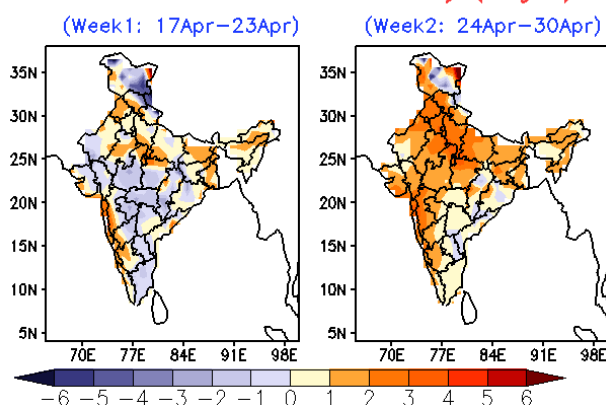 (Week1: 17Apr–23Apr) (Week2: 24Apr–30Apr)
35N 35N
30N 30N
25N 25N
20N 20N
15N 15N
10N 10N
5N 5N
70E 77E 84E 91E 98E 70E 77E 84E 91E 98E
−6 −5 −4 −3 −2 −1 0 1 2 3 4 5 6